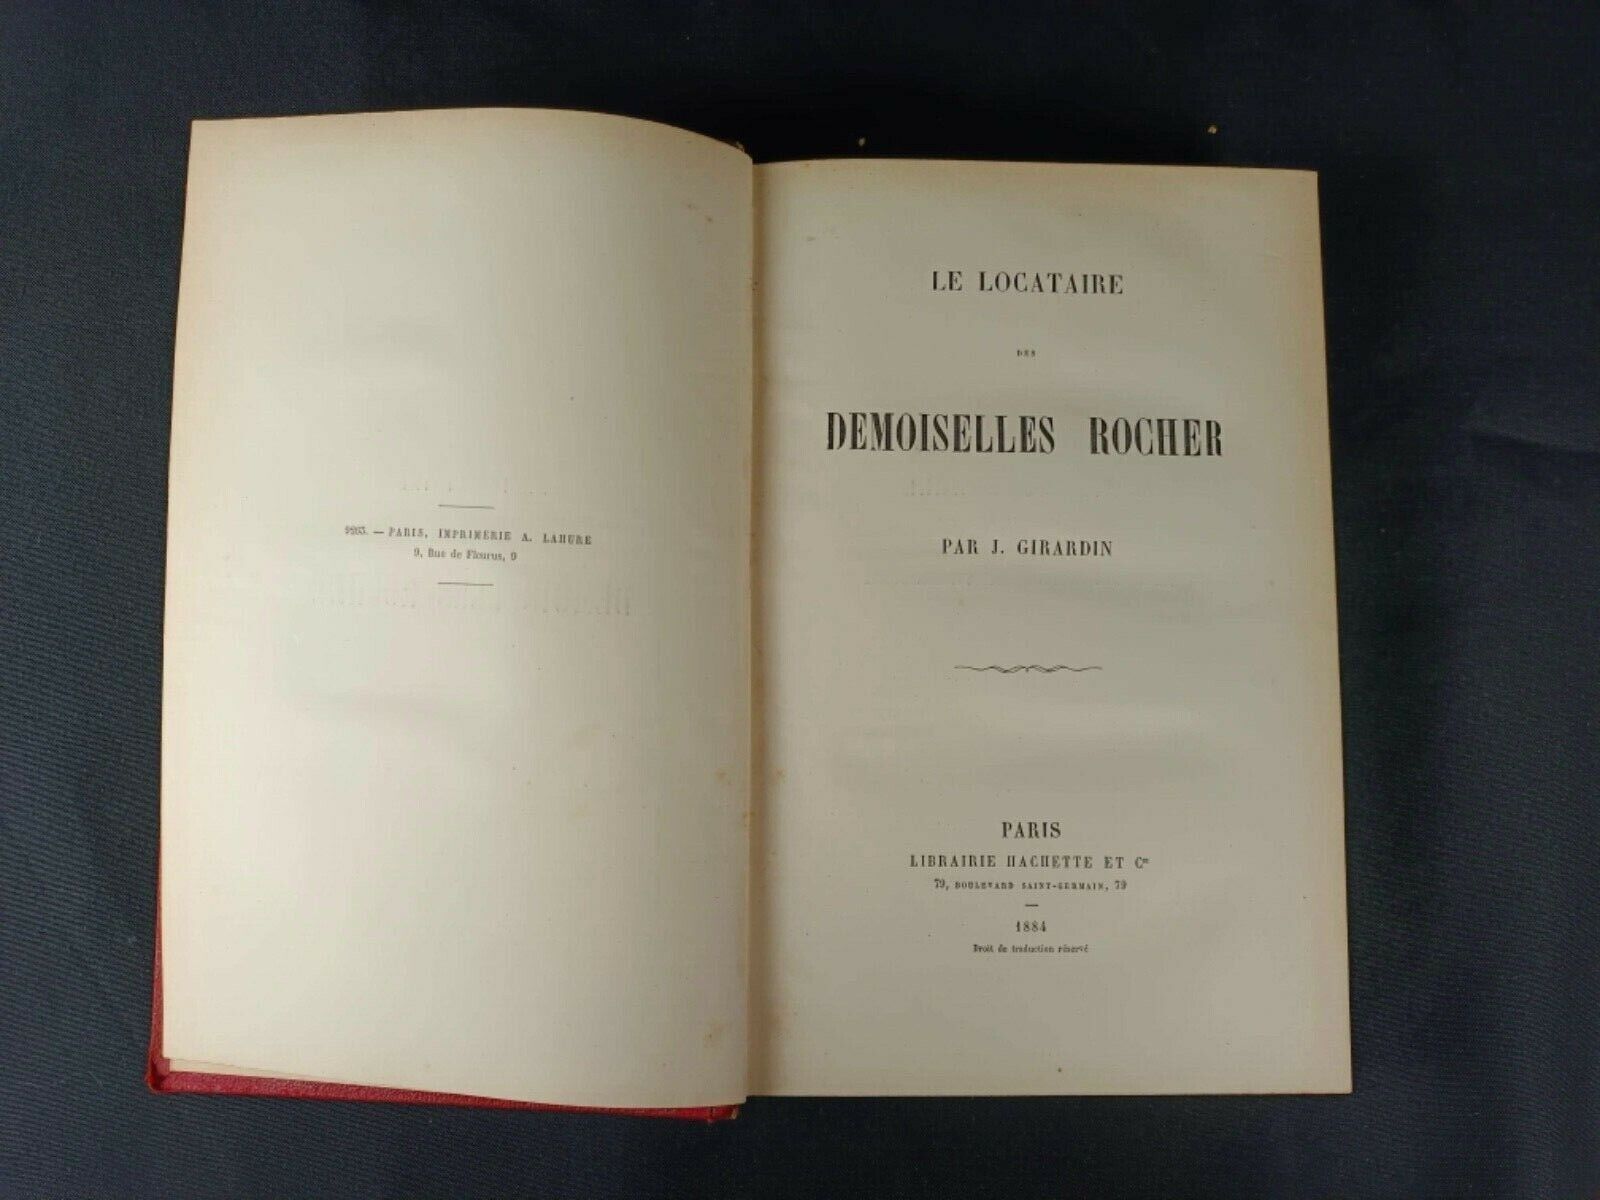 9265. — PARIS, IMPRIMERIE A. LAHURE
9, Rue de Fleurus, 9
LE LOCATAIRE
DES
DEMOISELLES ROCHER
PAR J. GIRARDIN
PARIS
LIBRAIRIE HACHETTE ET Cie
79, BOULEVARD SAINT-GERMAIN, 79
1884
Droit de traduction réservé